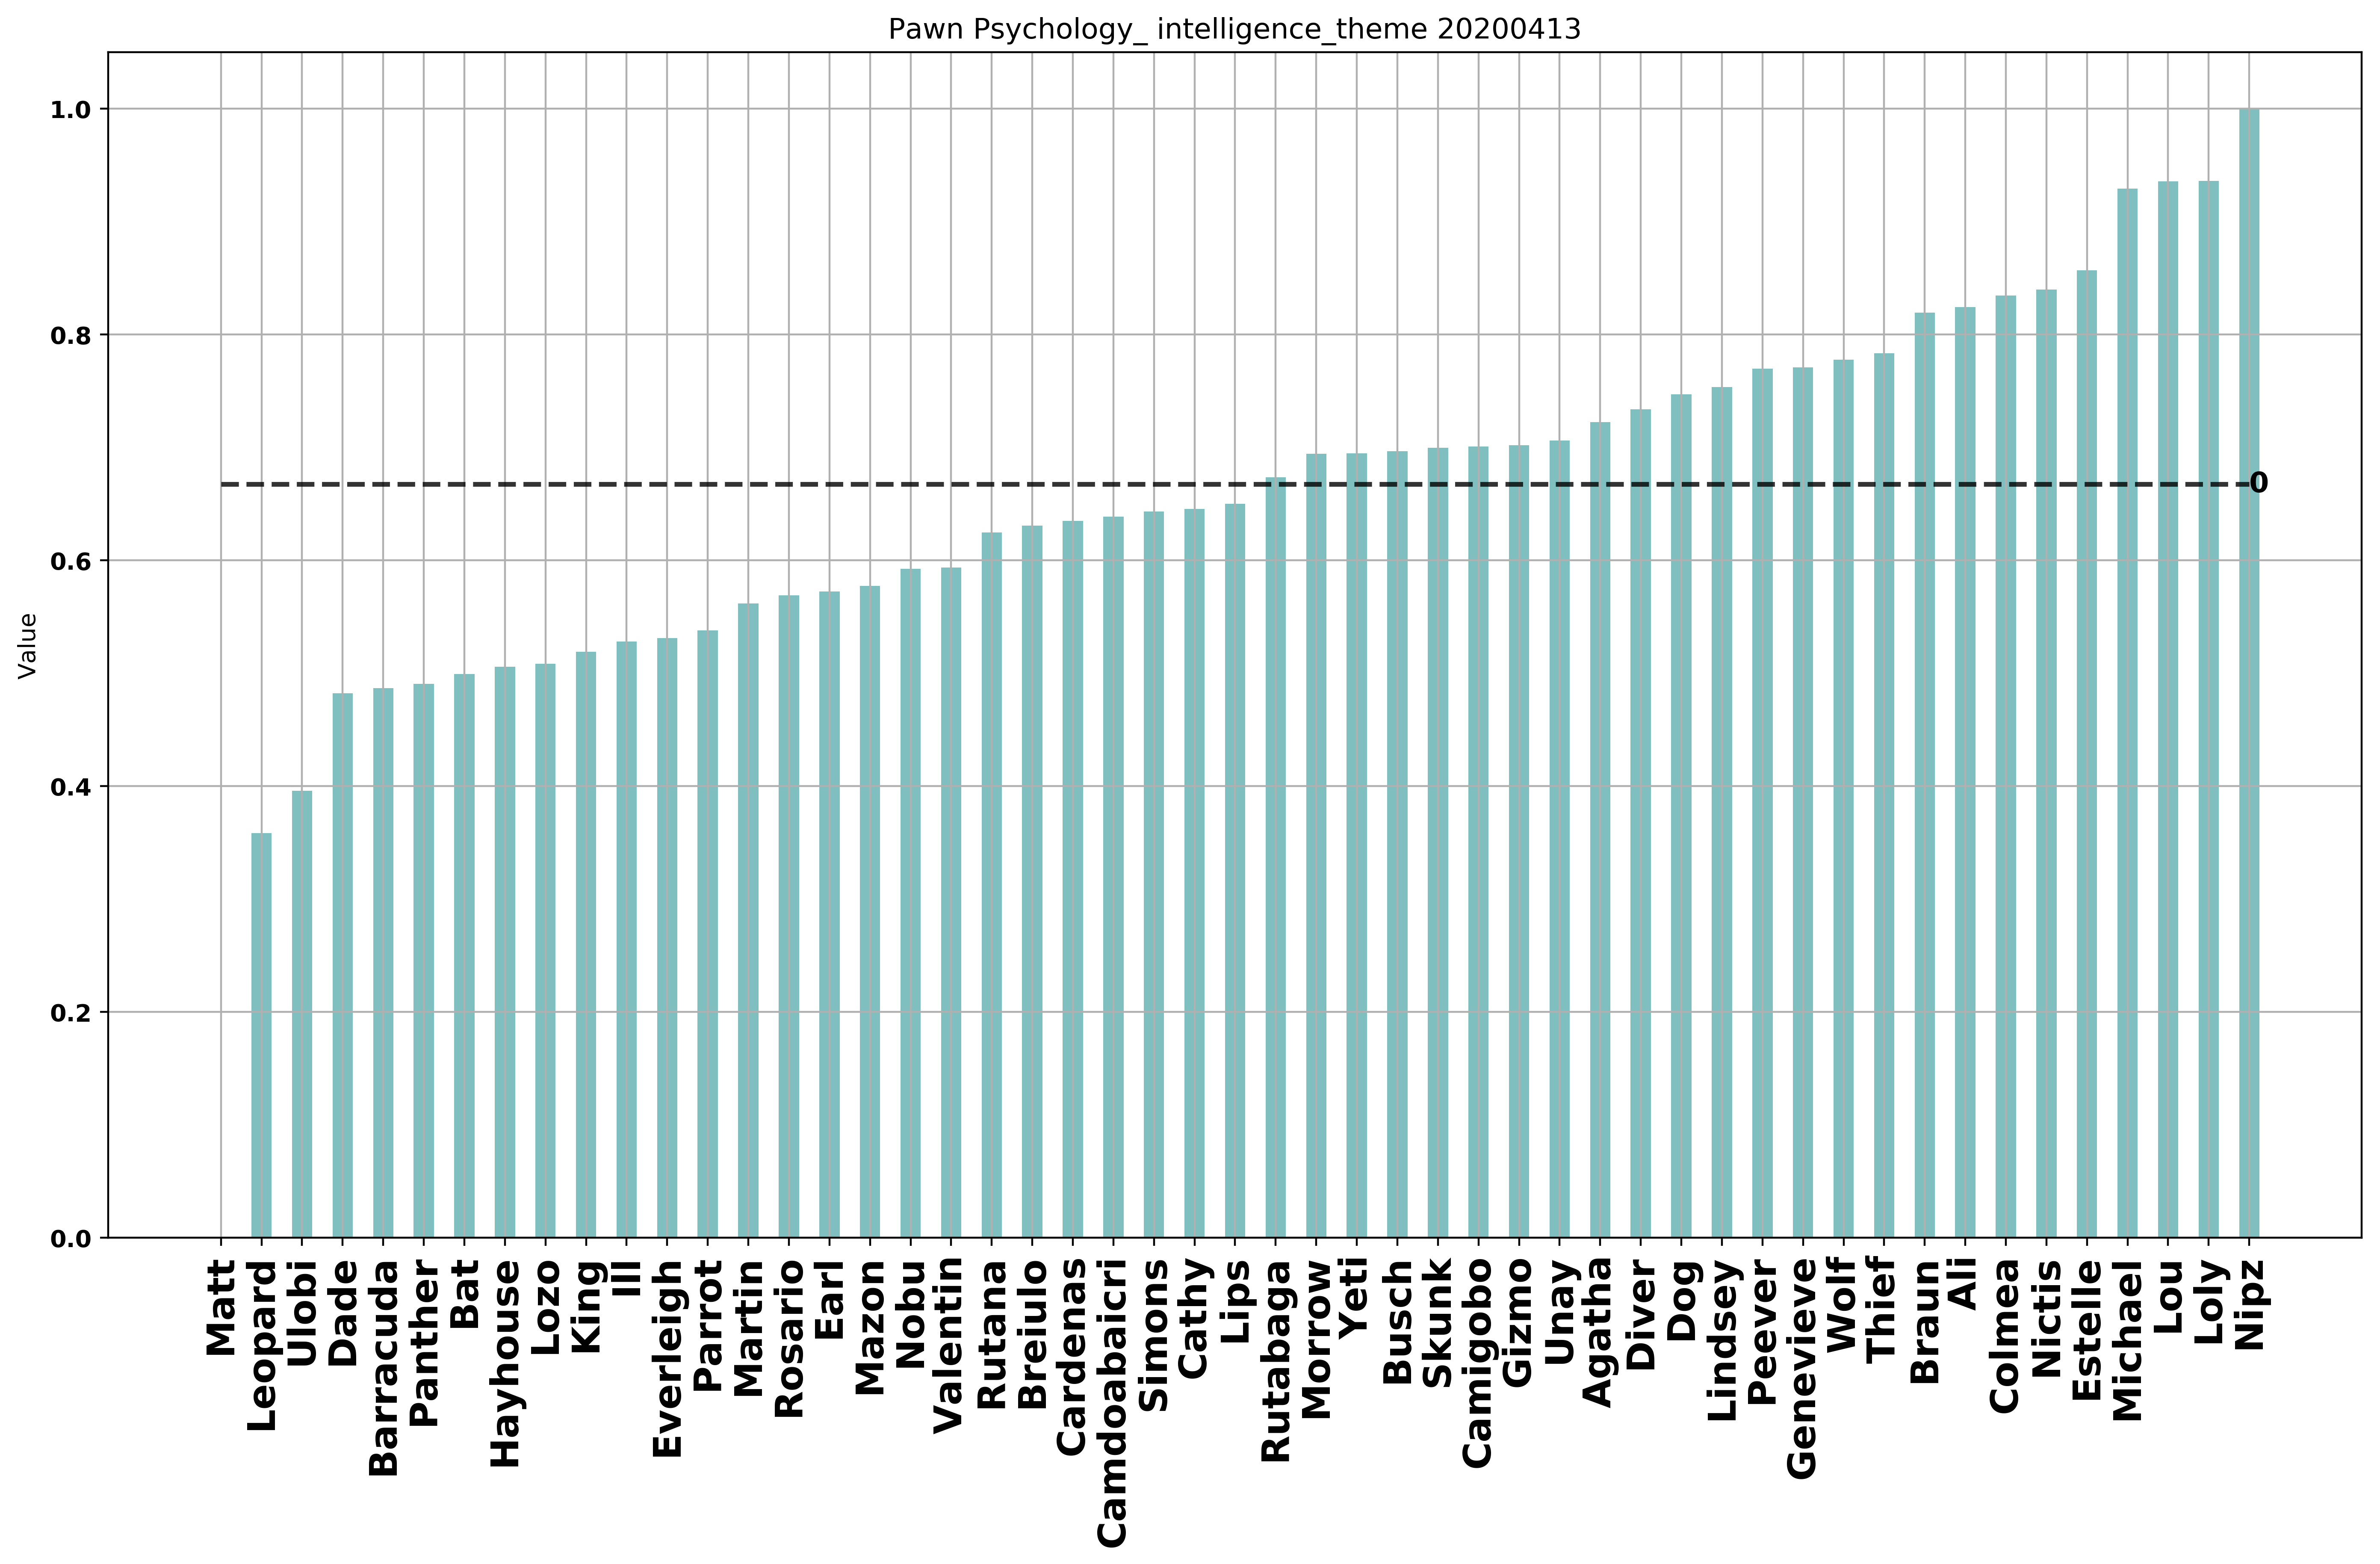 Pawn Psychology_ intelligence_theme 20200413
Value
1.0
0.8
0.6
0.4
0.2
0.0
0
Matt
Leopard
Ulobi
Dade
Barracuda
Panther
Bat
Hayhouse
Lozo
King
Ill
Everleigh
Parrot
Martin
Rosario
Earl
Mazon
Nobu
Valentin
Rutana
Breiulo
Cardenas
Camdoabaicri
Simons
Cathy
Lips
Rutabaga
Morrow
Yeti
Busch
Skunk
Camigobo
Gizmo
Unay
Agatha
Diver
Dog
Lindsey
Peever
Genevieve
Wolf
Thief
Braun
Ali
Colmea
Nictis
Estelle
Michael
Lou
Loly
Nipz